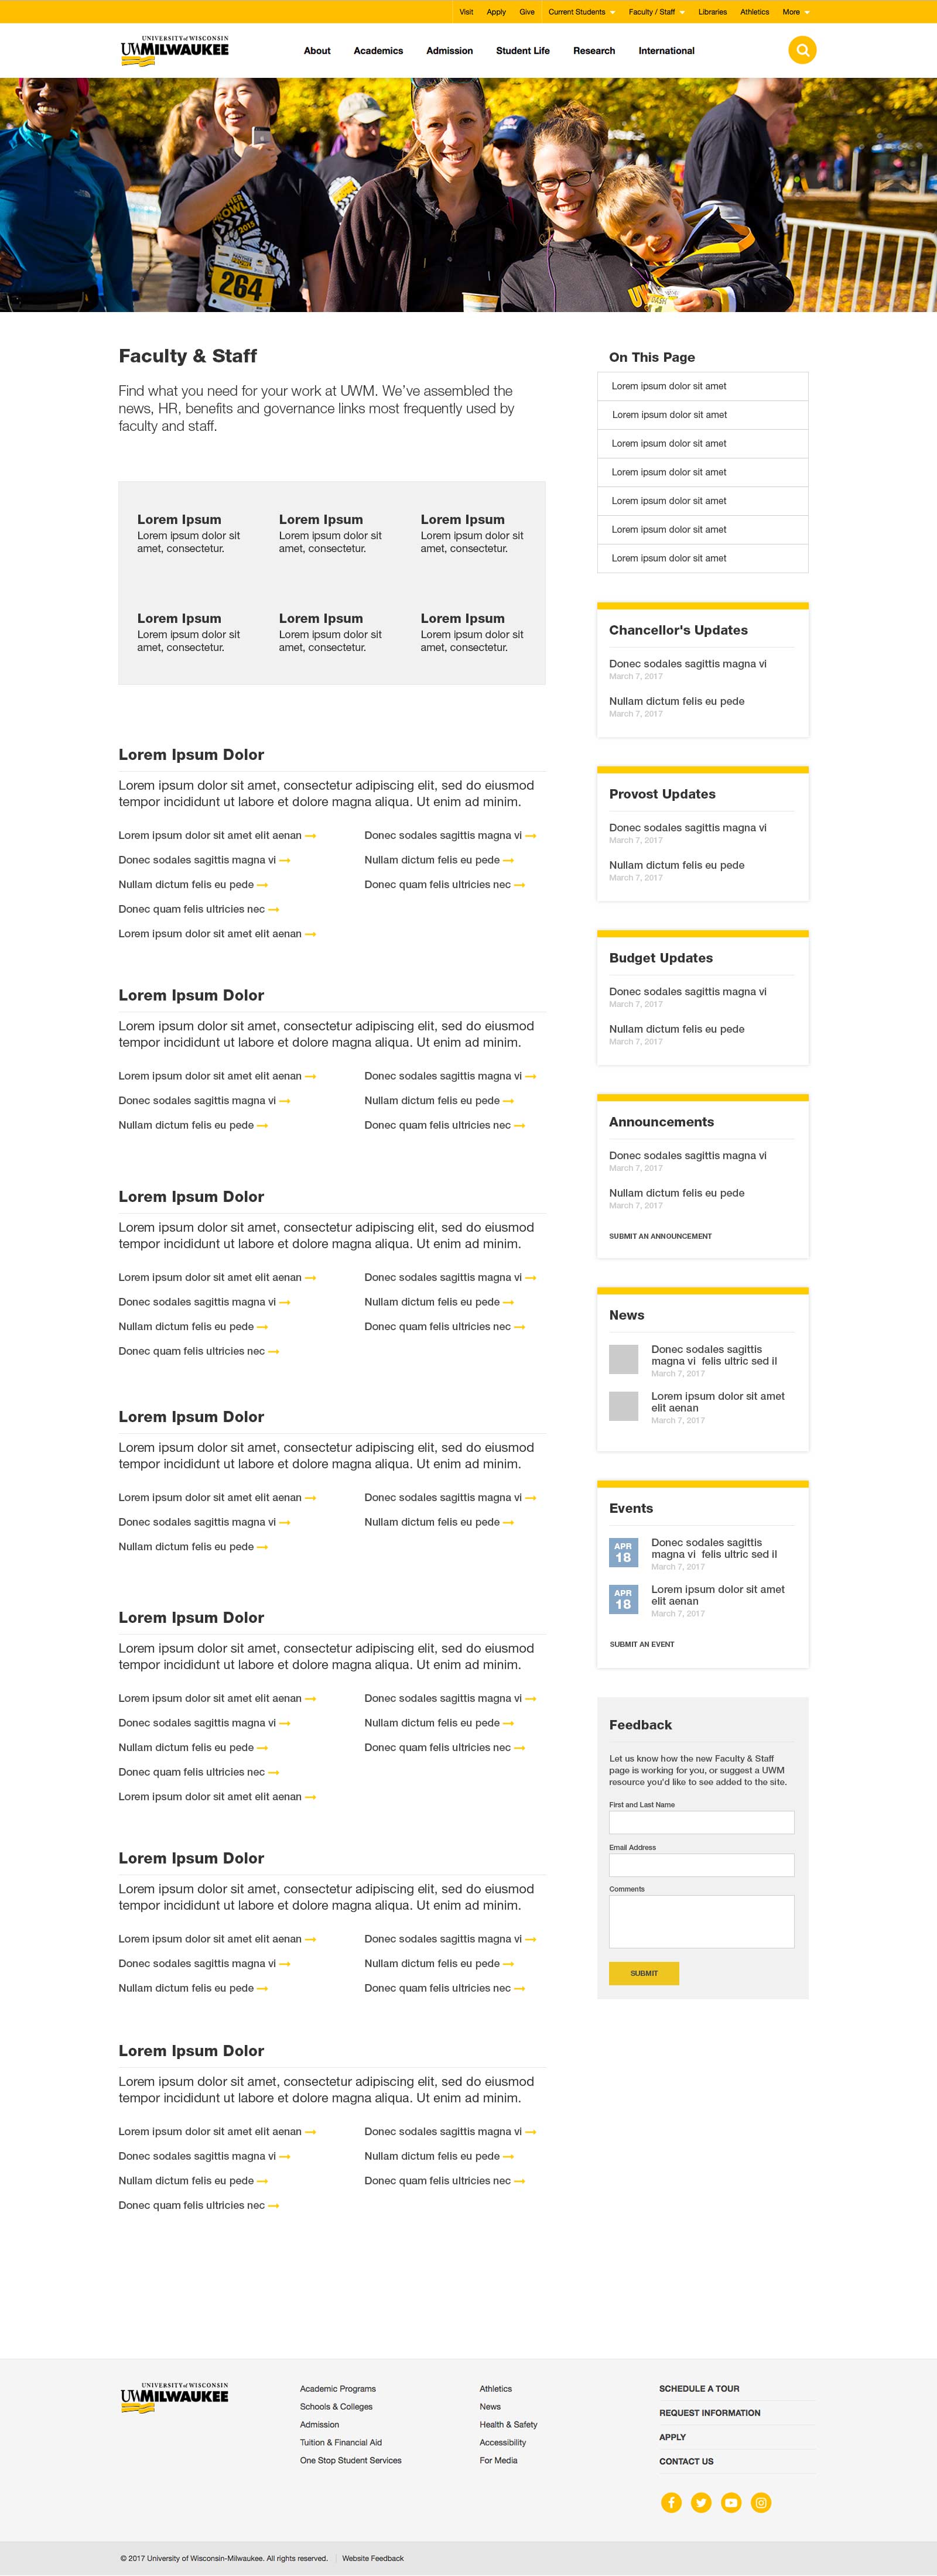 Visit Apply Give Current Students Faculty / Staff Libraries Athletics More
UNIVERSITY of WISCONSIN
UWMILWAUKEE
About Academics Admission Student Life Research International
2015
5K
264
Faculty & Staff
Find what you need for your work at UWM. We’ve assembled the
news, HR, benefits and governance links most frequently used by
faculty and staff.
Lorem Ipsum
Lorem ipsum dolor sit
amet, consectetur.
Lorem Ipsum
Lorem ipsum dolor sit
amet, consectetur.
Lorem Ipsum
Lorem ipsum dolor sit
amet, consectetur.
Lorem Ipsum
Lorem ipsum dolor sit
amet, consectetur.
Lorem Ipsum
Lorem ipsum dolor sit
amet, consectetur.
Lorem Ipsum
Lorem ipsum dolor sit
amet, consectetur.
Lorem Ipsum Dolor
Lorem ipsum dolor sit amet, consectetur adipiscing elit, sed do eiusmod
tempor incididunt ut labore et dolore magna aliqua. Ut enim ad minim.
Lorem ipsum dolor sit amet elit aenan
Donec sodales sagittis magna vi
Nullam dictum felis eu pede
Donec quam felis ultricies nec
Lorem ipsum dolor sit amet elit aenan
Donec sodales sagittis magna vi
Nullam dictum felis eu pede
Donec quam felis ultricies nec
Lorem Ipsum Dolor
Lorem ipsum dolor sit amet, consectetur adipiscing elit, sed do eiusmod
tempor incididunt ut labore et dolore magna aliqua. Ut enim ad minim.
Lorem ipsum dolor sit amet elit aenan
Donec sodales sagittis magna vi
Nullam dictum felis eu pede
Donec sodales sagittis magna vi
Nullam dictum felis eu pede
Donec quam felis ultricies nec
Lorem Ipsum Dolor
Lorem ipsum dolor sit amet, consectetur adipiscing elit, sed do eiusmod
tempor incididunt ut labore et dolore magna aliqua. Ut enim ad minim.
Lorem ipsum dolor sit amet elit aenan
Donec sodales sagittis magna vi
Nullam dictum felis eu pede
Donec quam felis ultricies nec
Donec sodales sagittis magna vi
Nullam dictum felis eu pede
Donec quam felis ultricies nec
Lorem Ipsum Dolor
Lorem ipsum dolor sit amet, consectetur adipiscing elit, sed do eiusmod
tempor incididunt ut labore et dolore magna aliqua. Ut enim ad minim.
Lorem ipsum dolor sit amet elit aenan
Donec sodales sagittis magna vi
Nullam dictum felis eu pede
Donec sodales sagittis magna vi
Nullam dictum felis eu pede
Lorem Ipsum Dolor
Lorem ipsum dolor sit amet, consectetur adipiscing elit, sed do eiusmod
tempor incididunt ut labore et dolore magna aliqua. Ut enim ad minim.
Lorem ipsum dolor sit amet elit aenan
Donec sodales sagittis magna vi
Nullam dictum felis eu pede
Donec quam felis ultricies nec
Lorem ipsum dolor sit amet elit aenan
Donec sodales sagittis magna vi
Nullam dictum felis eu pede
Donec quam felis ultricies nec
Lorem Ipsum Dolor
Lorem ipsum dolor sit amet, consectetur adipiscing elit, sed do eiusmod
tempor incididunt ut labore et dolore magna aliqua. Ut enim ad minim.
Lorem ipsum dolor sit amet elit aenan
Donec sodales sagittis magna vi
Nullam dictum felis eu pede
Donec sodales sagittis magna vi
Nullam dictum felis eu pede
Donec quam felis ultricies nec
Lorem Ipsum Dolor
Lorem ipsum dolor sit amet, consectetur adipiscing elit, sed do eiusmod
tempor incididunt ut labore et dolore magna aliqua. Ut enim ad minim.
Lorem ipsum dolor sit amet elit aenan
Donec sodales sagittis magna vi
Nullam dictum felis eu pede
Donec quam felis ultricies nec
Donec sodales sagittis magna vi
Nullam dictum felis eu pede
Donec quam felis ultricies nec
On This Page
Lorem ipsum dolor sit amet
Lorem ipsum dolor sit amet
Lorem ipsum dolor sit amet
Lorem ipsum dolor sit amet
Lorem ipsum dolor sit amet
Lorem ipsum dolor sit amet
Lorem ipsum dolor sit amet
Chancellor's Updates
Donec sodales sagittis magna vi
March 7, 2017
Nullam dictum felis eu pede
March 7, 2017
Provost Updates
Donec sodales sagittis magna vi
March 7, 2017
Nullam dictum felis eu pede
March 7, 2017
Budget Updates
Donec sodales sagittis magna vi
March 7, 2017
Nullam dictum felis eu pede
March 7, 2017
Announcements
Donec sodales sagittis magna vi
March 7, 2017
Nullam dictum felis eu pede
March 7, 2017
SUBMIT AN ANNOUNCEMENT
News
Donec sodales sagittis
magna vi felis ultric sed il
March 7, 2017
Lorem ipsum dolor sit amet
elit aenan
March 7, 2017
Events
APR
18
Donec sodales sagittis
magna vi felis ultric sed il
March 7, 2017
APR
18
Lorem ipsum dolor sit amet
elit aenan
March 7, 2017
SUBMIT AN EVENT
Feedback
Let us know how the new Faculty & Staff
page is working for you, or suggest a UWM
resource you'd like to see added to the site.
First and Last Name
Email Address
Comments
SUBMIT
UNIVERSITY of WISCONSIN
UWMILWAUKEE
Academic Programs
Schools & Colleges
Admission
Tuition & Financial Aid
One Stop Student Services
Athletics
News
Health & Safety
Accessibility
For Media
SCHEDULE A TOUR
REQUEST INFORMATION
APPLY
CONTACT US
© 2017 University of Wisconsin-Milwaukee. All rights reserved. | Website Feedback